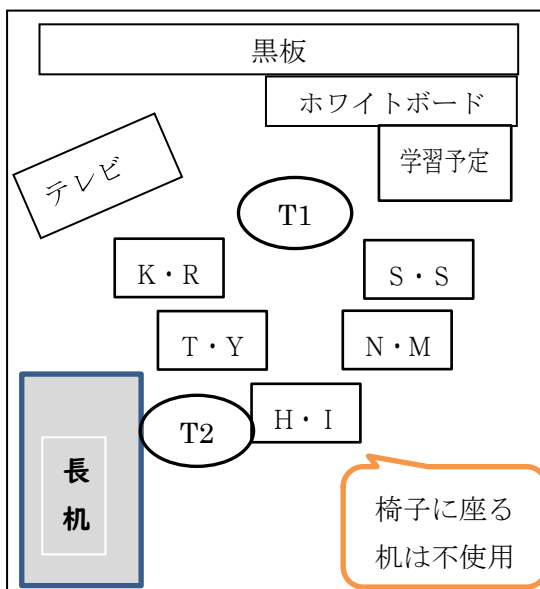 黒板
ホワイトボード
学習予定
テレビ
T1
K・R
S・S
T・Y
N・M
H・I
T2
長
机
椅子に座る
机は不使用